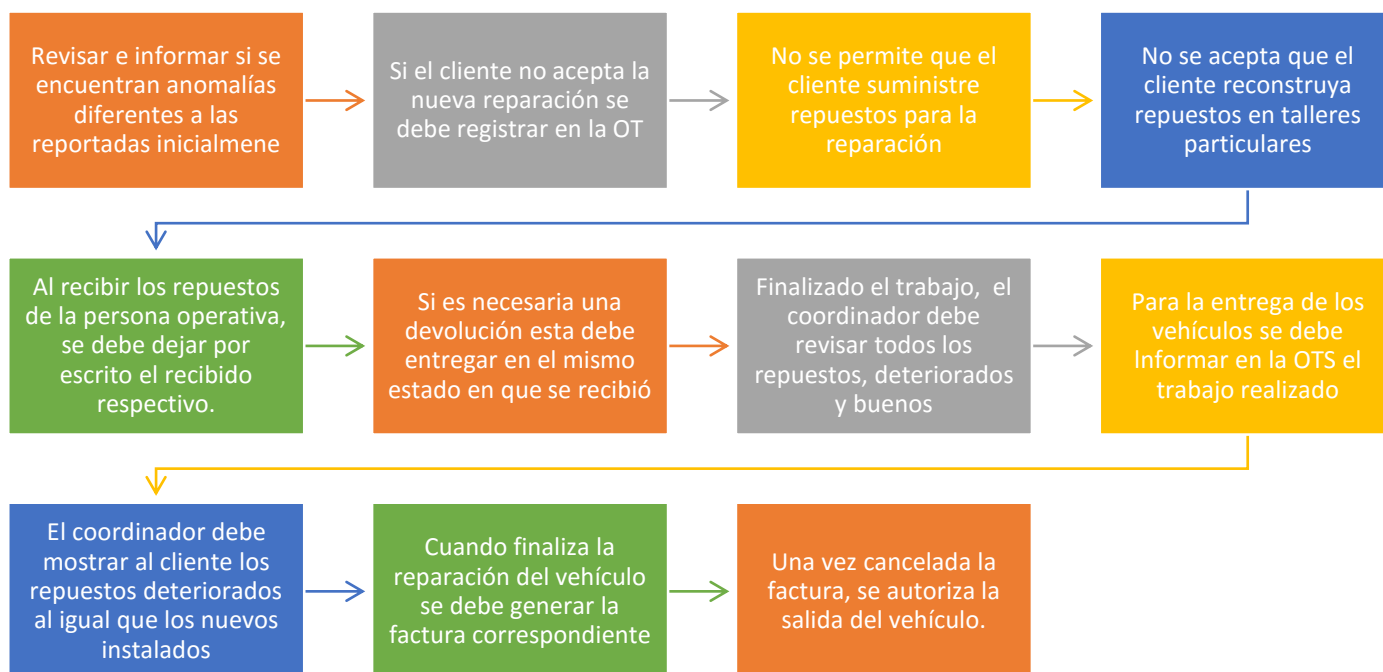 Revisar e informar si se
encuentran anomalías
diferentes a las
reportadas inicialmene
Si el cliente no acepta la
nueva reparación se
debe registrar en la OT
No se permite que el
cliente suministre
repuestos para la
reparación
No se acepta que el
cliente reconstruya
repuestos en talleres
particulares
Al recibir los repuestos
de la persona operativa,
se debe dejar por
escrito el recibido
respectivo.
Si es necesaria una
devolución esta debe
entregar en el mismo
estado en que se recibió
Finalizado el trabajo, el
coordinador debe
revisar todos los
repuestos, deteriorados
y buenos
Para la entrega de los
vehículos se debe
Informar en la OTS el
trabajo realizado
El coordinador debe
mostrar al cliente los
repuestos deteriorados
al igual que los nuevos
instalados
Cuando finaliza la
reparación del vehículo
se debe generar la
factura correspondiente
Una vez cancelada la
factura, se autoriza la
salida del vehículo.